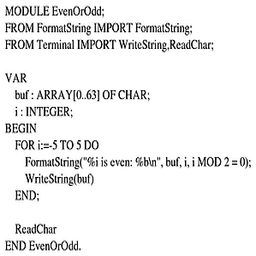 MODULE EvenOrOdd;
FROM FormatString IMPORT FormatString;
FROM Terminal IMPORT WriteString,ReadChar;
VAR
buf : ARRAY[0..63] OF CHAR;
i : INTEGER;
BEGIN
FOR i:=-5 TO 5 DO
FormatString("%i is even: %b\n", buf, i, i MOD 2 = 0);
WriteString(buf)
END;
ReadChar
END EvenOrOdd.